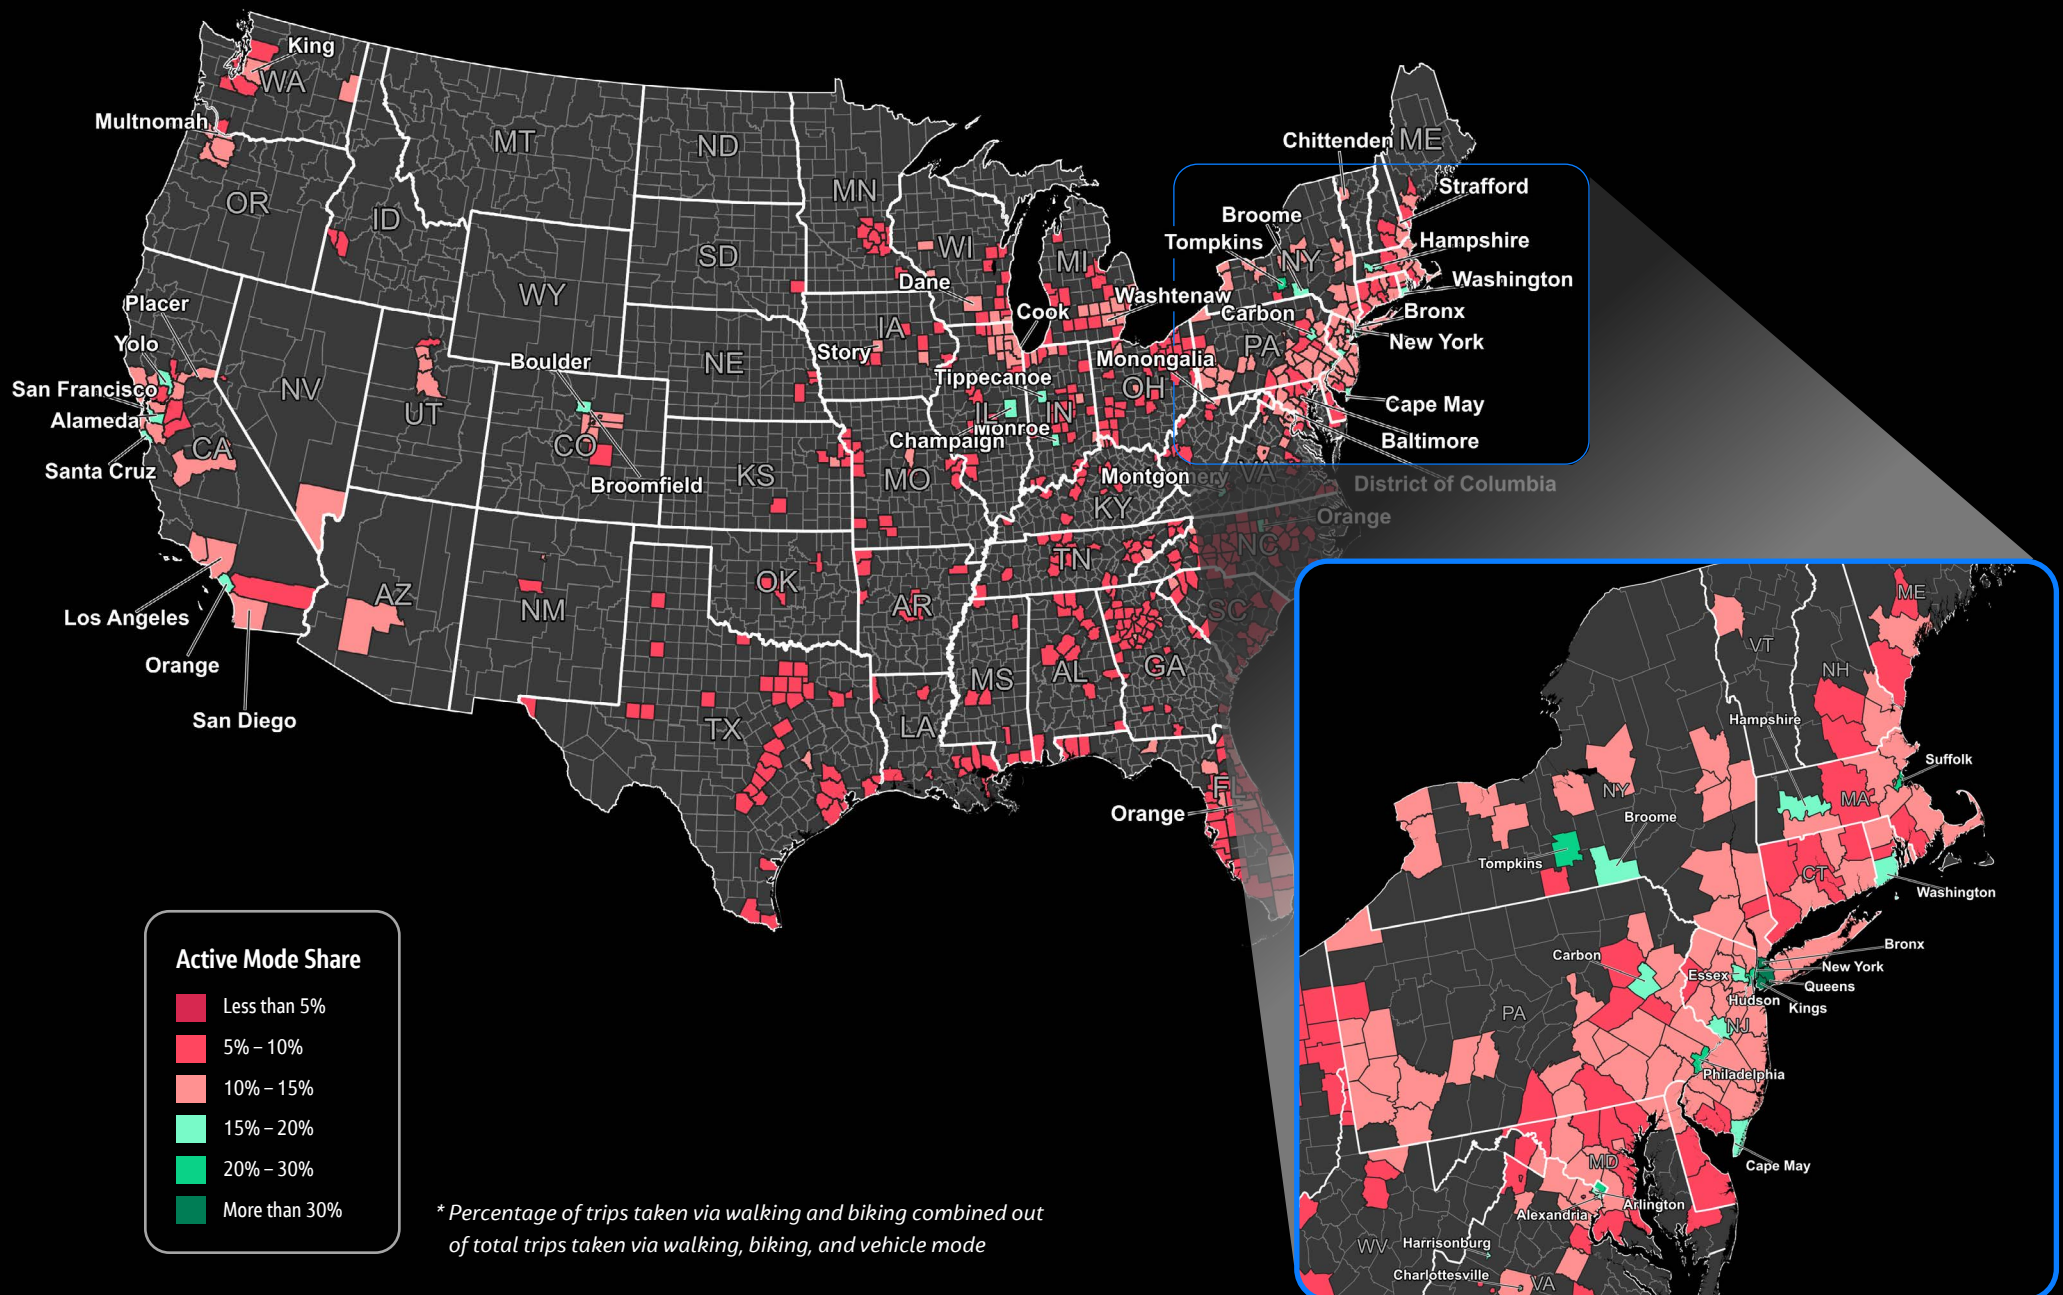 King
WA
Multnomah
MT
ND
MN
OR
ID
SD
WI
MI
Chittenden
ME
Strafford
Broome
Tompkins
NY
Hampshire
Washington
Placer
WY
Dane
Washtenaw
Cook
Carbon
Bronx
New York
Yolo
IA
Story
NE
Boulder
Monongalia
PA
San Francisco
NV
UT
Tippecanoe
OH
Alameda
CA
CO
IL
IN
Champaign
Monroe
Cape May
Baltimore
Santa Cruz
Broomfield
KS
MO
Montgomery
VA
KY
District of Columbia
Orange
NC
TN
Los Angeles
AZ
NM
OK
AR
SC
Orange
San Diego
TX
LA
MS
AL
GA
FL
Orange
ME
VT
NH
Hampshire
Suffolk
NY
MA
Broome
Tompkins
CT
Washington
Carbon
Bronx
Essex
New York
Queens
Hudson
Kings
PA
NJ
Philadelphia
MD
Cape May
Arlington
Alexandria
WV
Harrisonburg
Charlottesville
VA
Active Mode Share
Less than 5%
5% – 10%
10% – 15%
15% – 20%
20% – 30%
More than 30%
* Percentage of trips taken via walking and biking combined out
of total trips taken via walking, biking, and vehicle mode